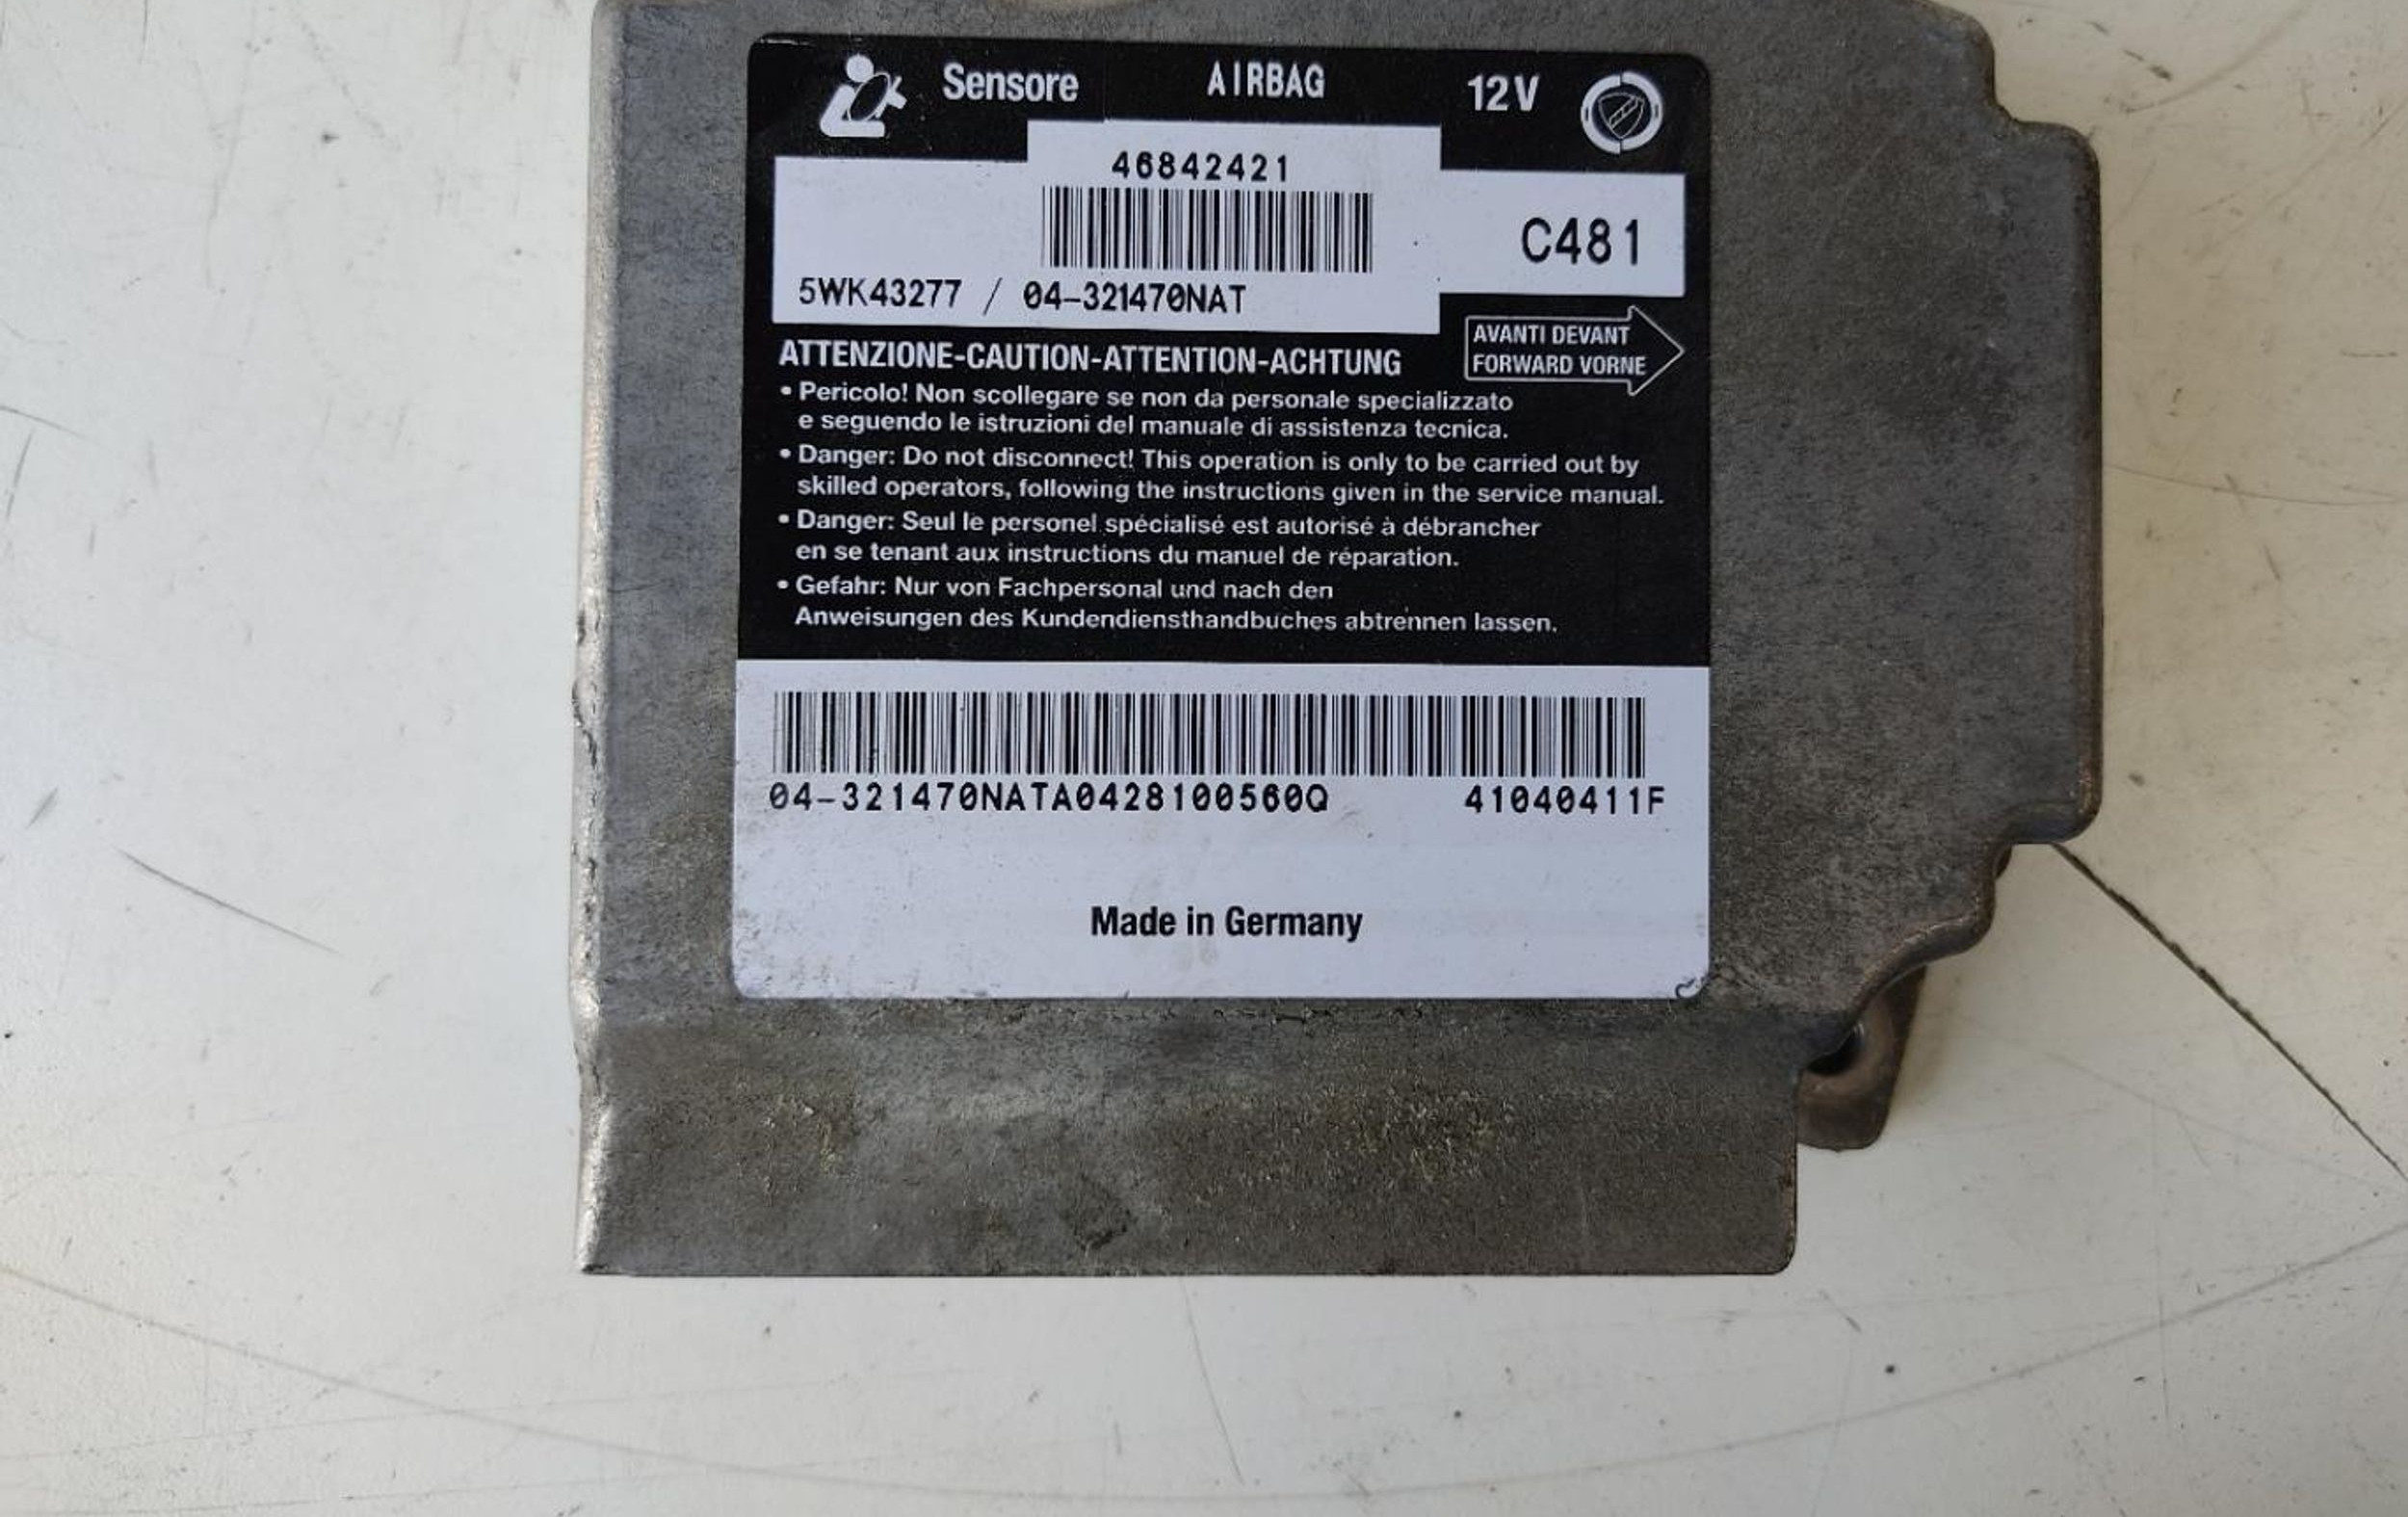 Sensore AIRBAG 12V
46842421
C481
5WK43277 / 04-321470NAT
AVANTI DEVANT
FORWARD VORNE
ATTENZIONE-CAUTION-ATTENTION-ACHTUNG
• Pericolo! Non scollegare se non da personale specializzato
e seguendo le istruzioni del manuale di assistenza tecnica.
• Danger: Do not disconnect! This operation is only to be carried out by
skilled operators, following the instructions given in the service manual.
• Danger: Seul le personel spécialisé est autorisé à débrancher
en se tenant aux instructions du manuel de réparation.
• Gefahr: Nur von Fachpersonal und nach den
Anweisungen des Kundendiensthandbuches abtrennen lassen.
04-321470NATA0428100560Q 41040411F
Made in Germany